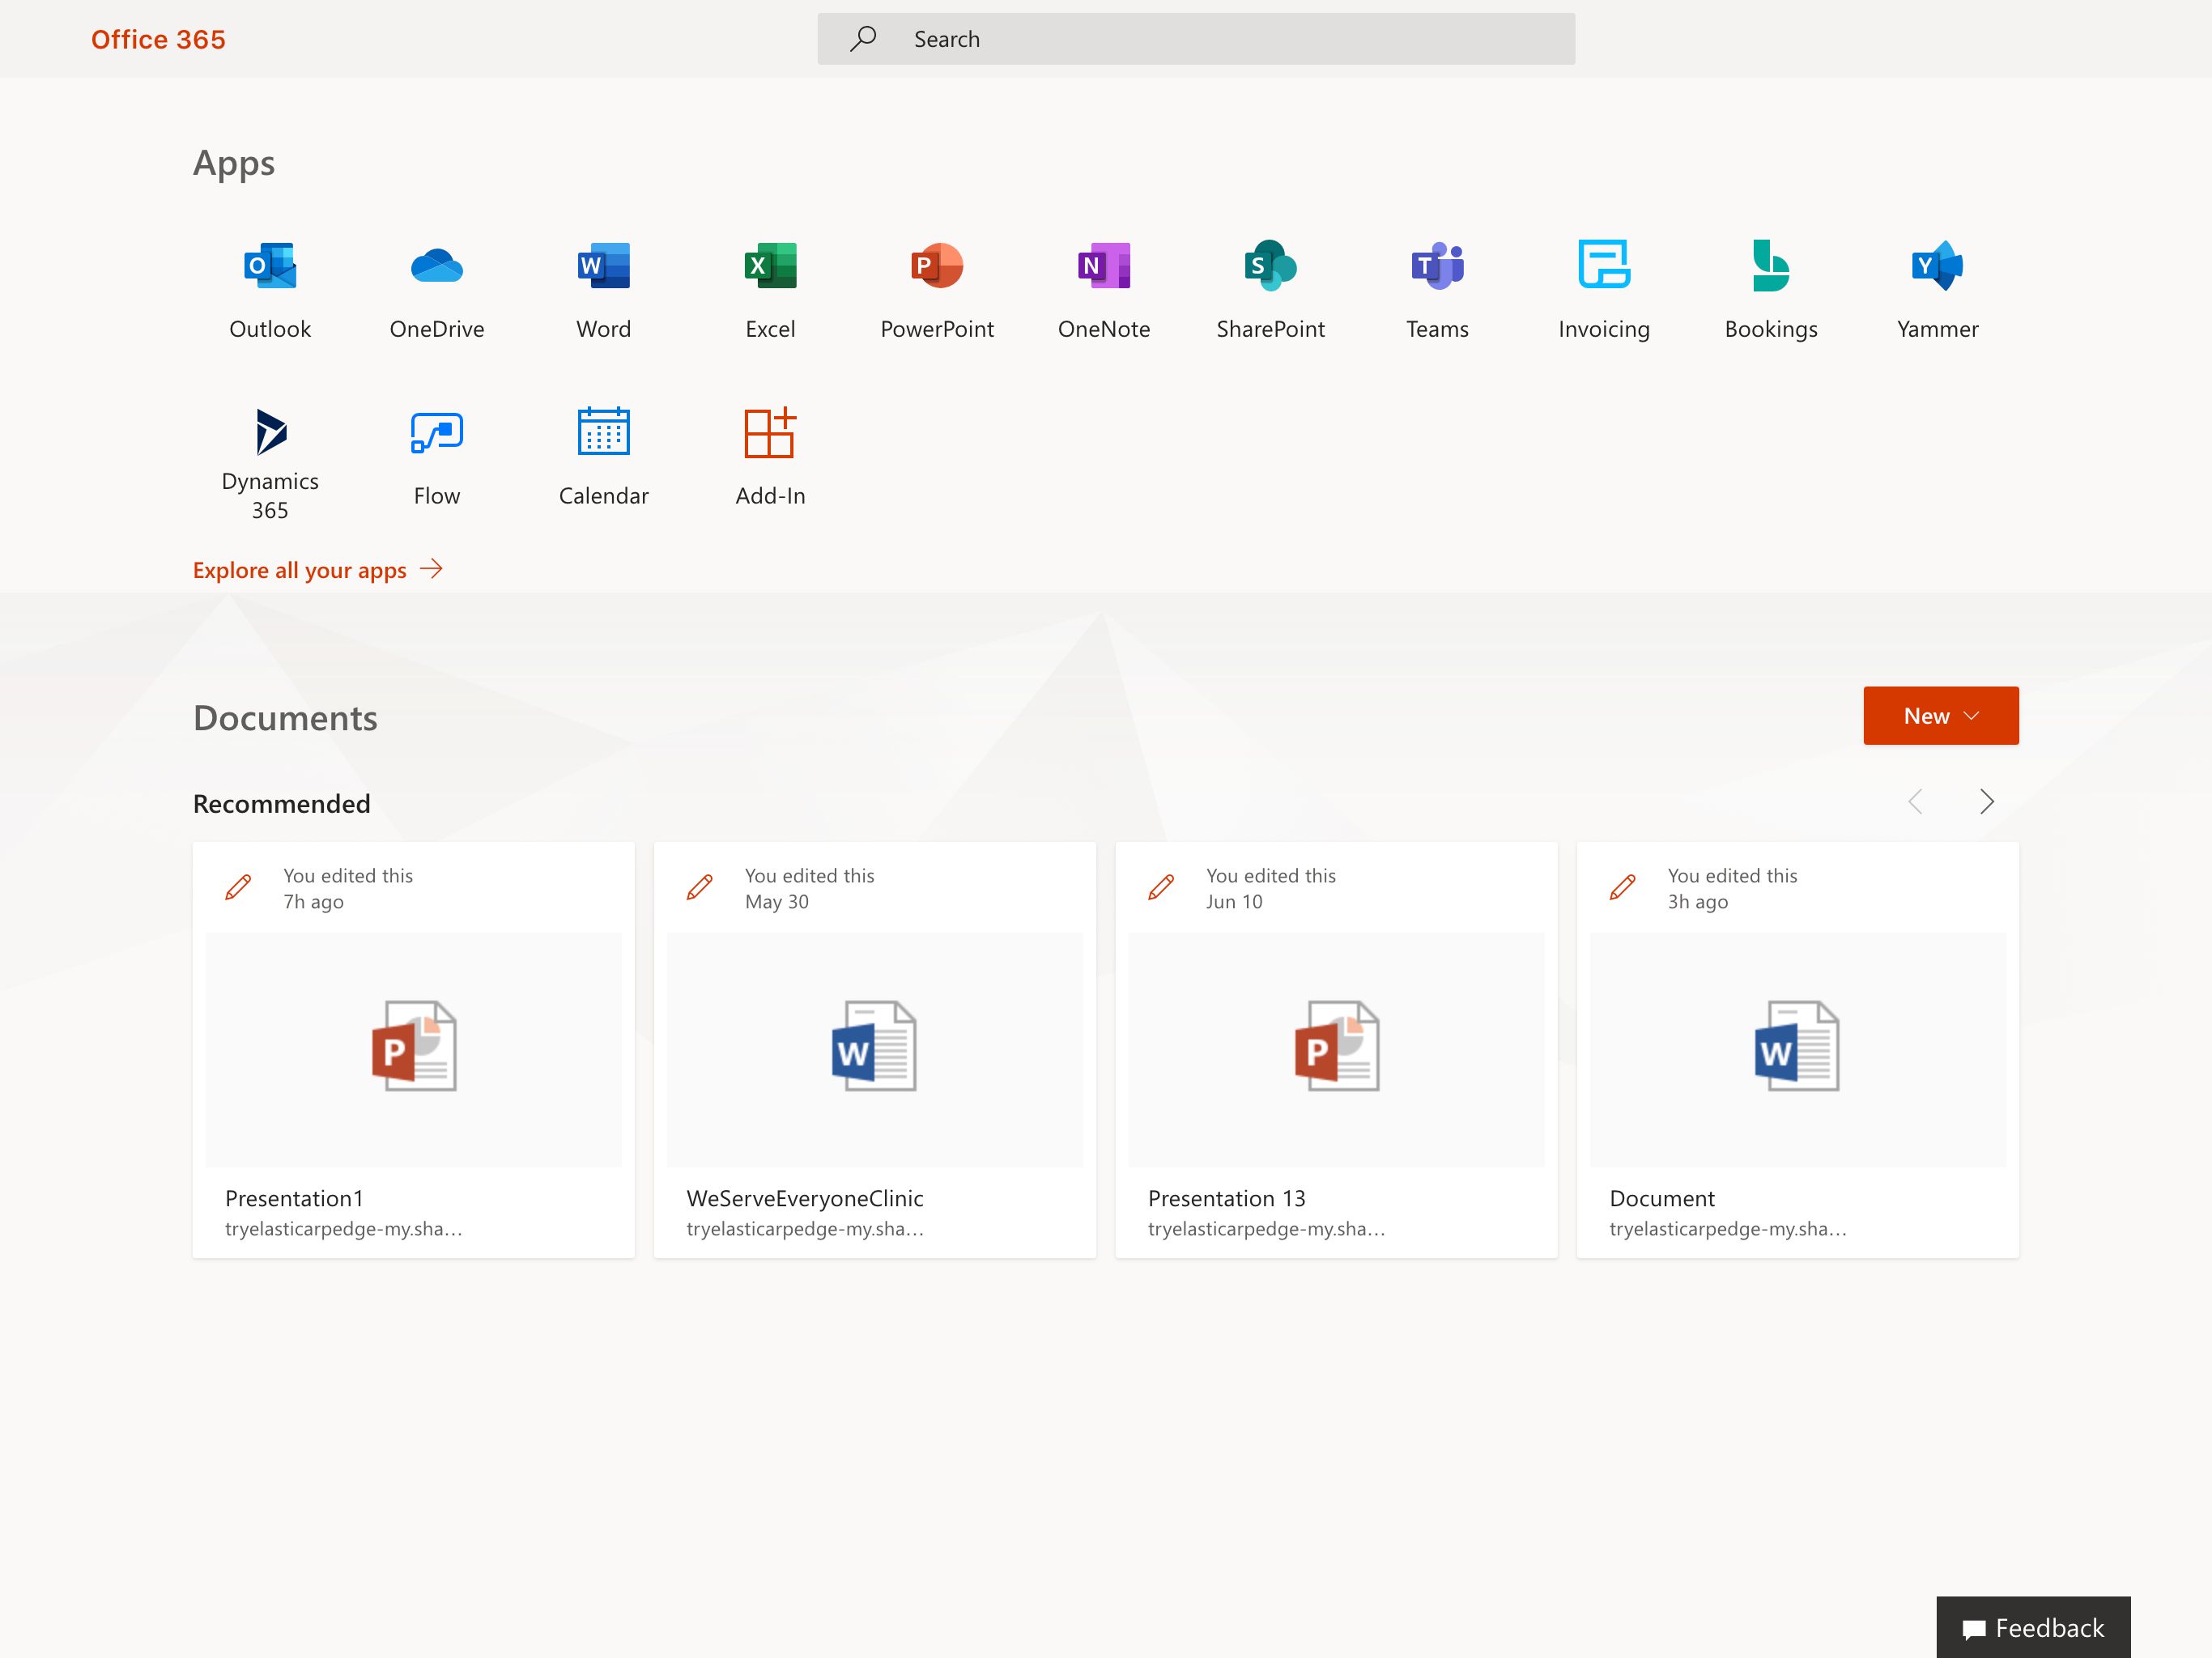 Office 365
Search
Apps
Outlook
OneDrive
Word
Excel
PowerPoint
OneNote
SharePoint
Teams
Invoicing
Bookings
Yammer
Dynamics
365
Flow
Calendar
Add-In
Explore all your apps
Documents
New
Recommended
You edited this
7h ago
Presentation1
tryelasticarpedge-my.sha...
You edited this
May 30
WeServeEveryoneClinic
tryelasticarpedge-my.sha...
You edited this
Jun 10
Presentation 13
tryelasticarpedge-my.sha...
You edited this
3h ago
Document
tryelasticarpedge-my.sha...
Feedback